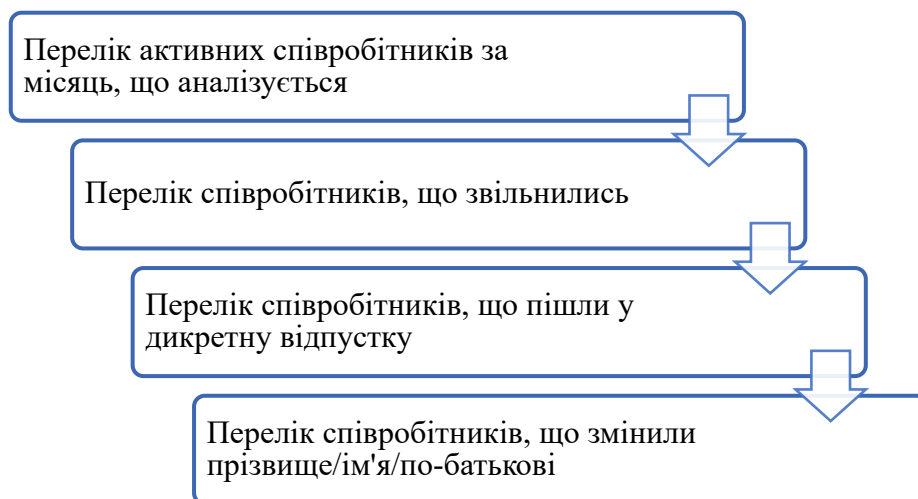 Перелік активних співробітників за
місяць, що аналізується
Перелік співробітників, що звільнились
Перелік співробітників, що пішли у
дикретну відпустку
Перелік співробітників, що змінили
прізвище/ім'я/по-батькові